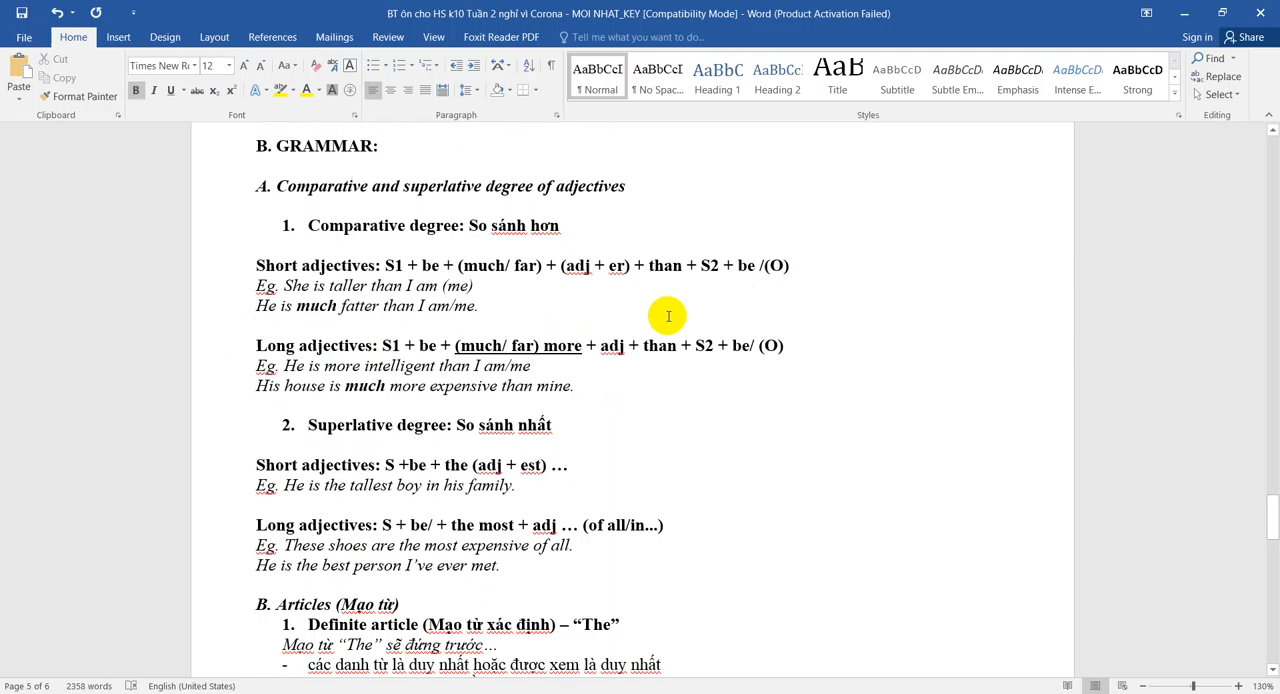 BT ôn cho HS k10 Tuần 2 nghỉ vì Corona - MOI NHAT_KEY [Compatibility Mode] - Word (Product Activation Failed)
File Home Insert Design Layout References Mailings Review View Foxit Reader PDF Tell me what you want to do... Sign in Share
Paste Cut Copy Format Painter
Times New Ro 12
AaBbCcI AaBbCcI AaBbC AaBbCc AaB AaBbCcD AaBbCcD AaBbCcD AaBbCcD AaBbCcD
¶ Normal ¶ No Spac... Heading 1 Heading 2 Title Subtitle Subtle Em... Emphasis Intense E... Strong
Find Replace Select
Clipboard Font Paragraph Styles Editing
B. GRAMMAR:
A. Comparative and superlative degree of adjectives
1. Comparative degree: So sánh hơn
Short adjectives: S1 + be + (much/ far) + (adj + er) + than + S2 + be /(O)
Eg. She is taller than I am (me)
He is much fatter than I am/me.
Long adjectives: S1 + be + (much/ far) more + adj + than + S2 + be/ (O)
Eg. He is more intelligent than I am/me
His house is much more expensive than mine.
2. Superlative degree: So sánh nhất
Short adjectives: S +be + the (adj + est) …
Eg. He is the tallest boy in his family.
Long adjectives: S + be/ + the most + adj … (of all/in...)
Eg. These shoes are the most expensive of all.
He is the best person I’ve ever met.
B. Articles (Mạo từ)
1. Definite article (Mạo từ xác định) – “The”
Mạo từ “The” sẽ đứng trước…
- các danh từ là duy nhất hoặc được xem là duy nhất
Page 5 of 6 2358 words English (United States) 130%